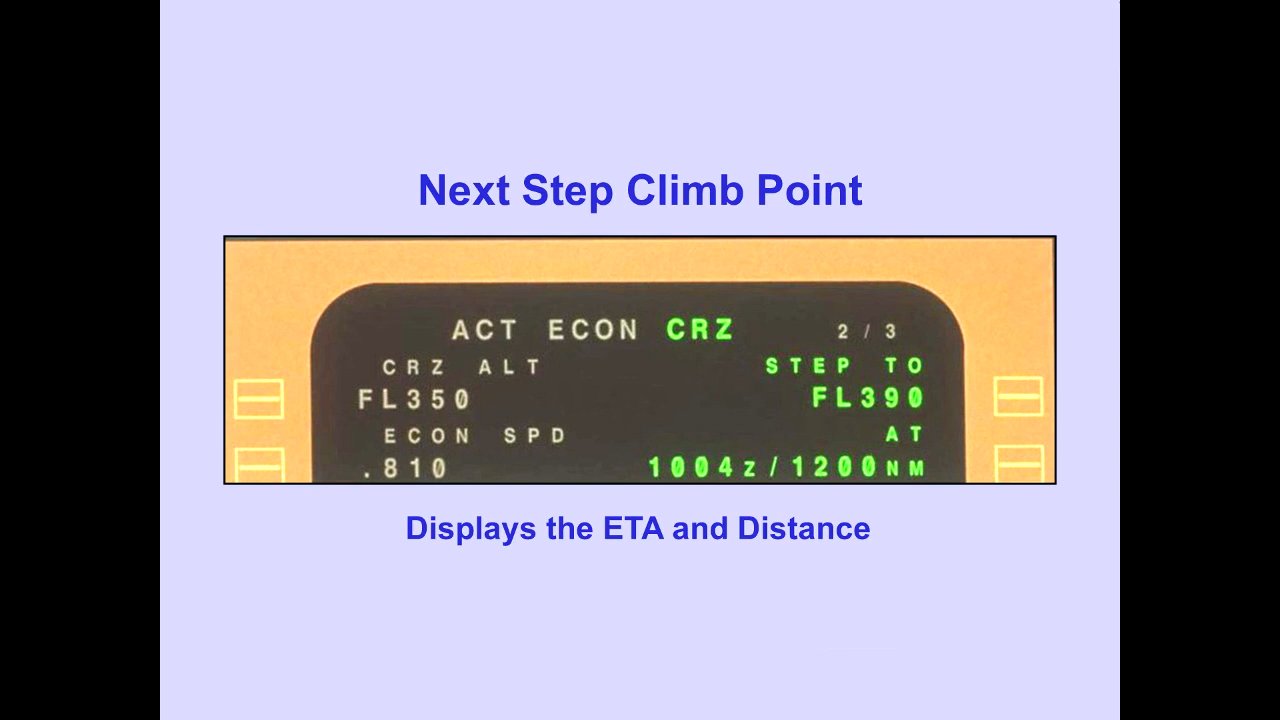 Next Step Climb Point
ACT ECON CRZ 2/3
CRZ ALT STEP TO
FL350 FL390
ECON SPD AT
.810 1004z/1200NM
Displays the ETA and Distance